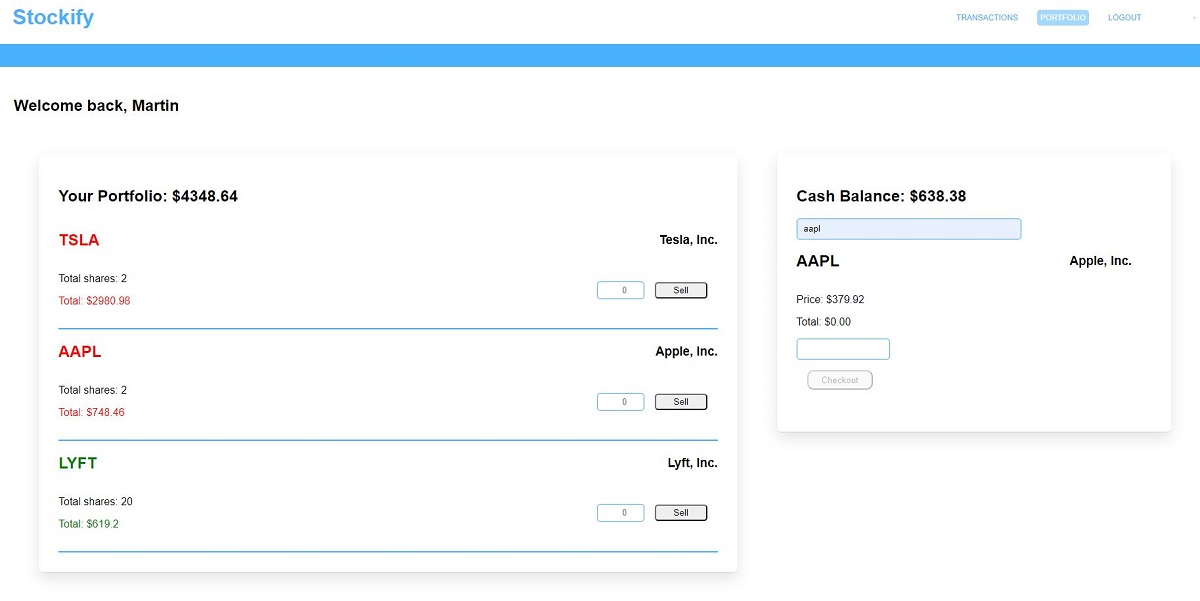 Stockify
TRANSACTIONS PORTFOLIO LOGOUT
Welcome back, Martin
Your Portfolio: $4348.64
TSLA Tesla, Inc.
Total shares: 2
0 Sell
Total: $2980.98
AAPL Apple, Inc.
Total shares: 2
0 Sell
Total: $748.46
LYFT Lyft, Inc.
Total shares: 20
0 Sell
Total: $619.2
Cash Balance: $638.38
aapl
AAPL Apple, Inc.
Price: $379.92
Total: $0.00
Checkout